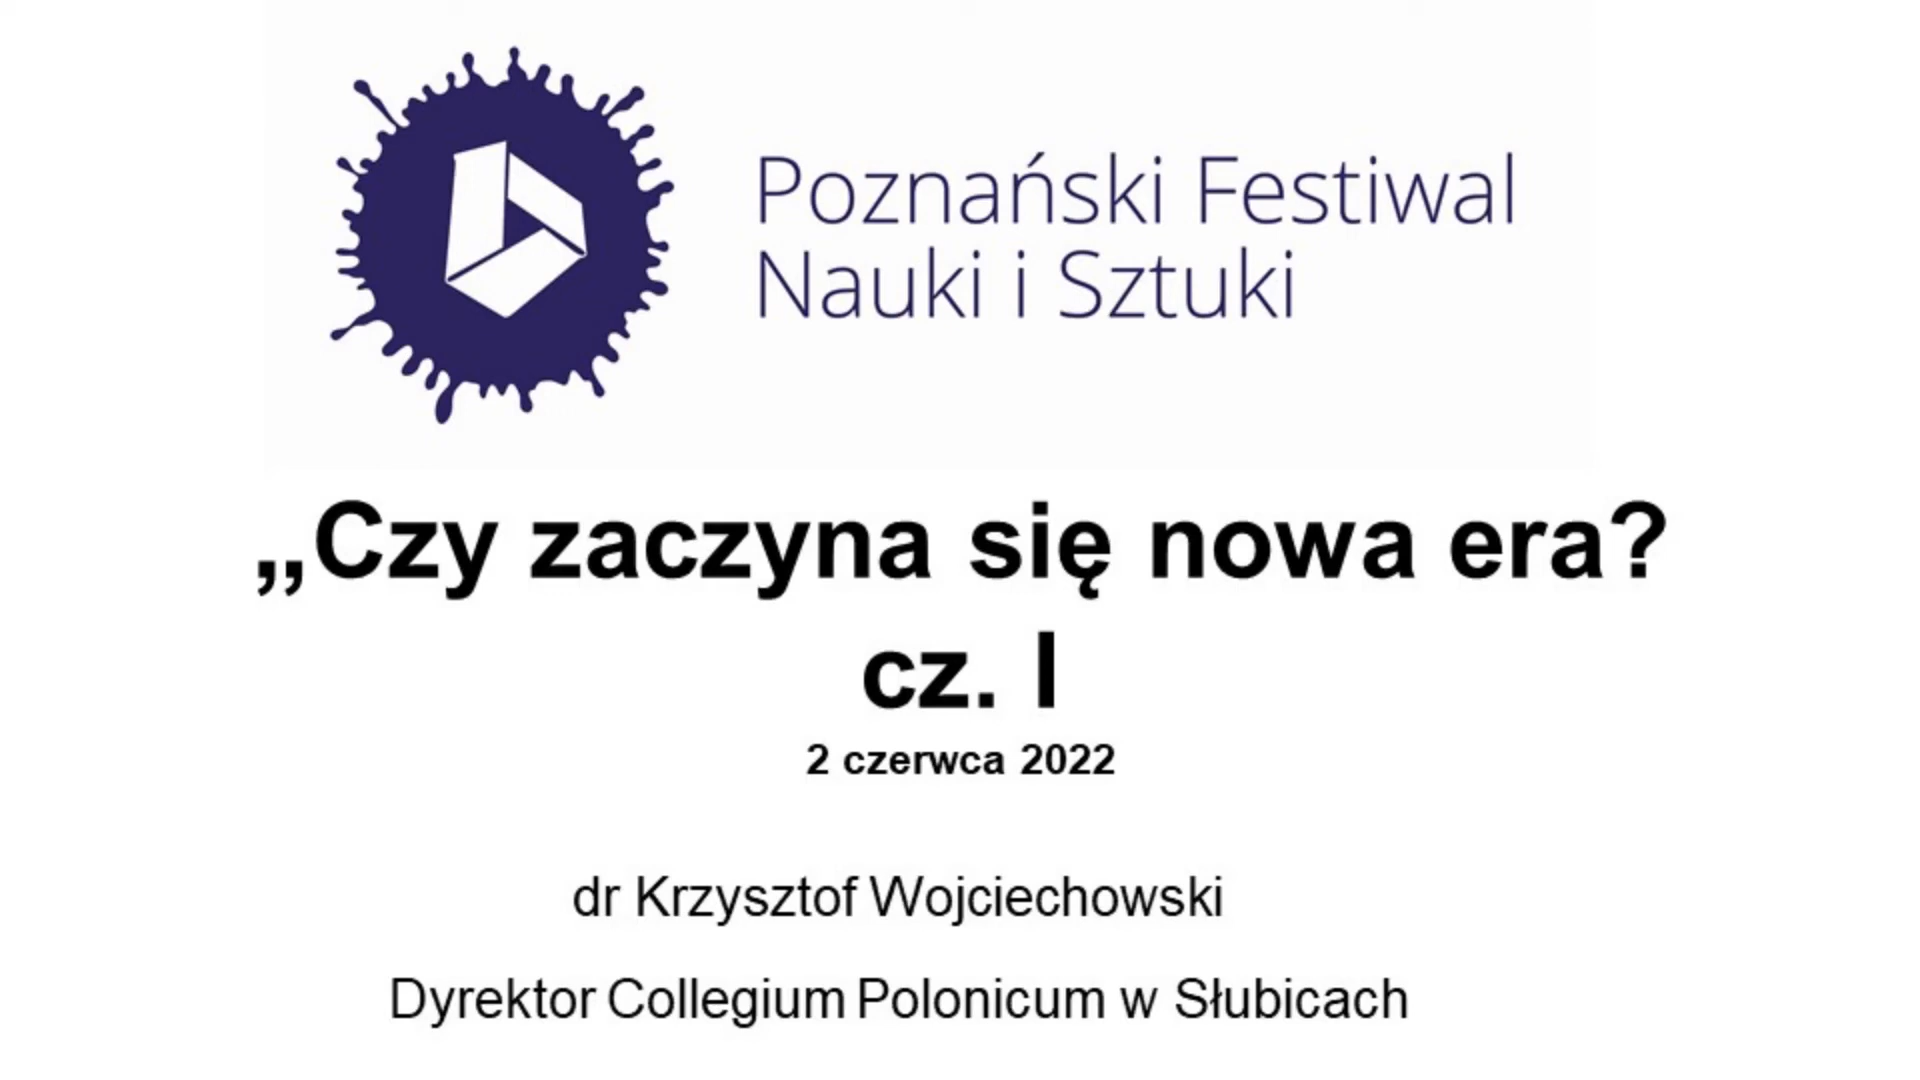 Poznański Festiwal
Nauki i Sztuki
„Czy zaczyna się nowa era?
cz. I
2 czerwca 2022
dr Krzysztof Wojciechowski
Dyrektor Collegium Polonicum w Słubicach